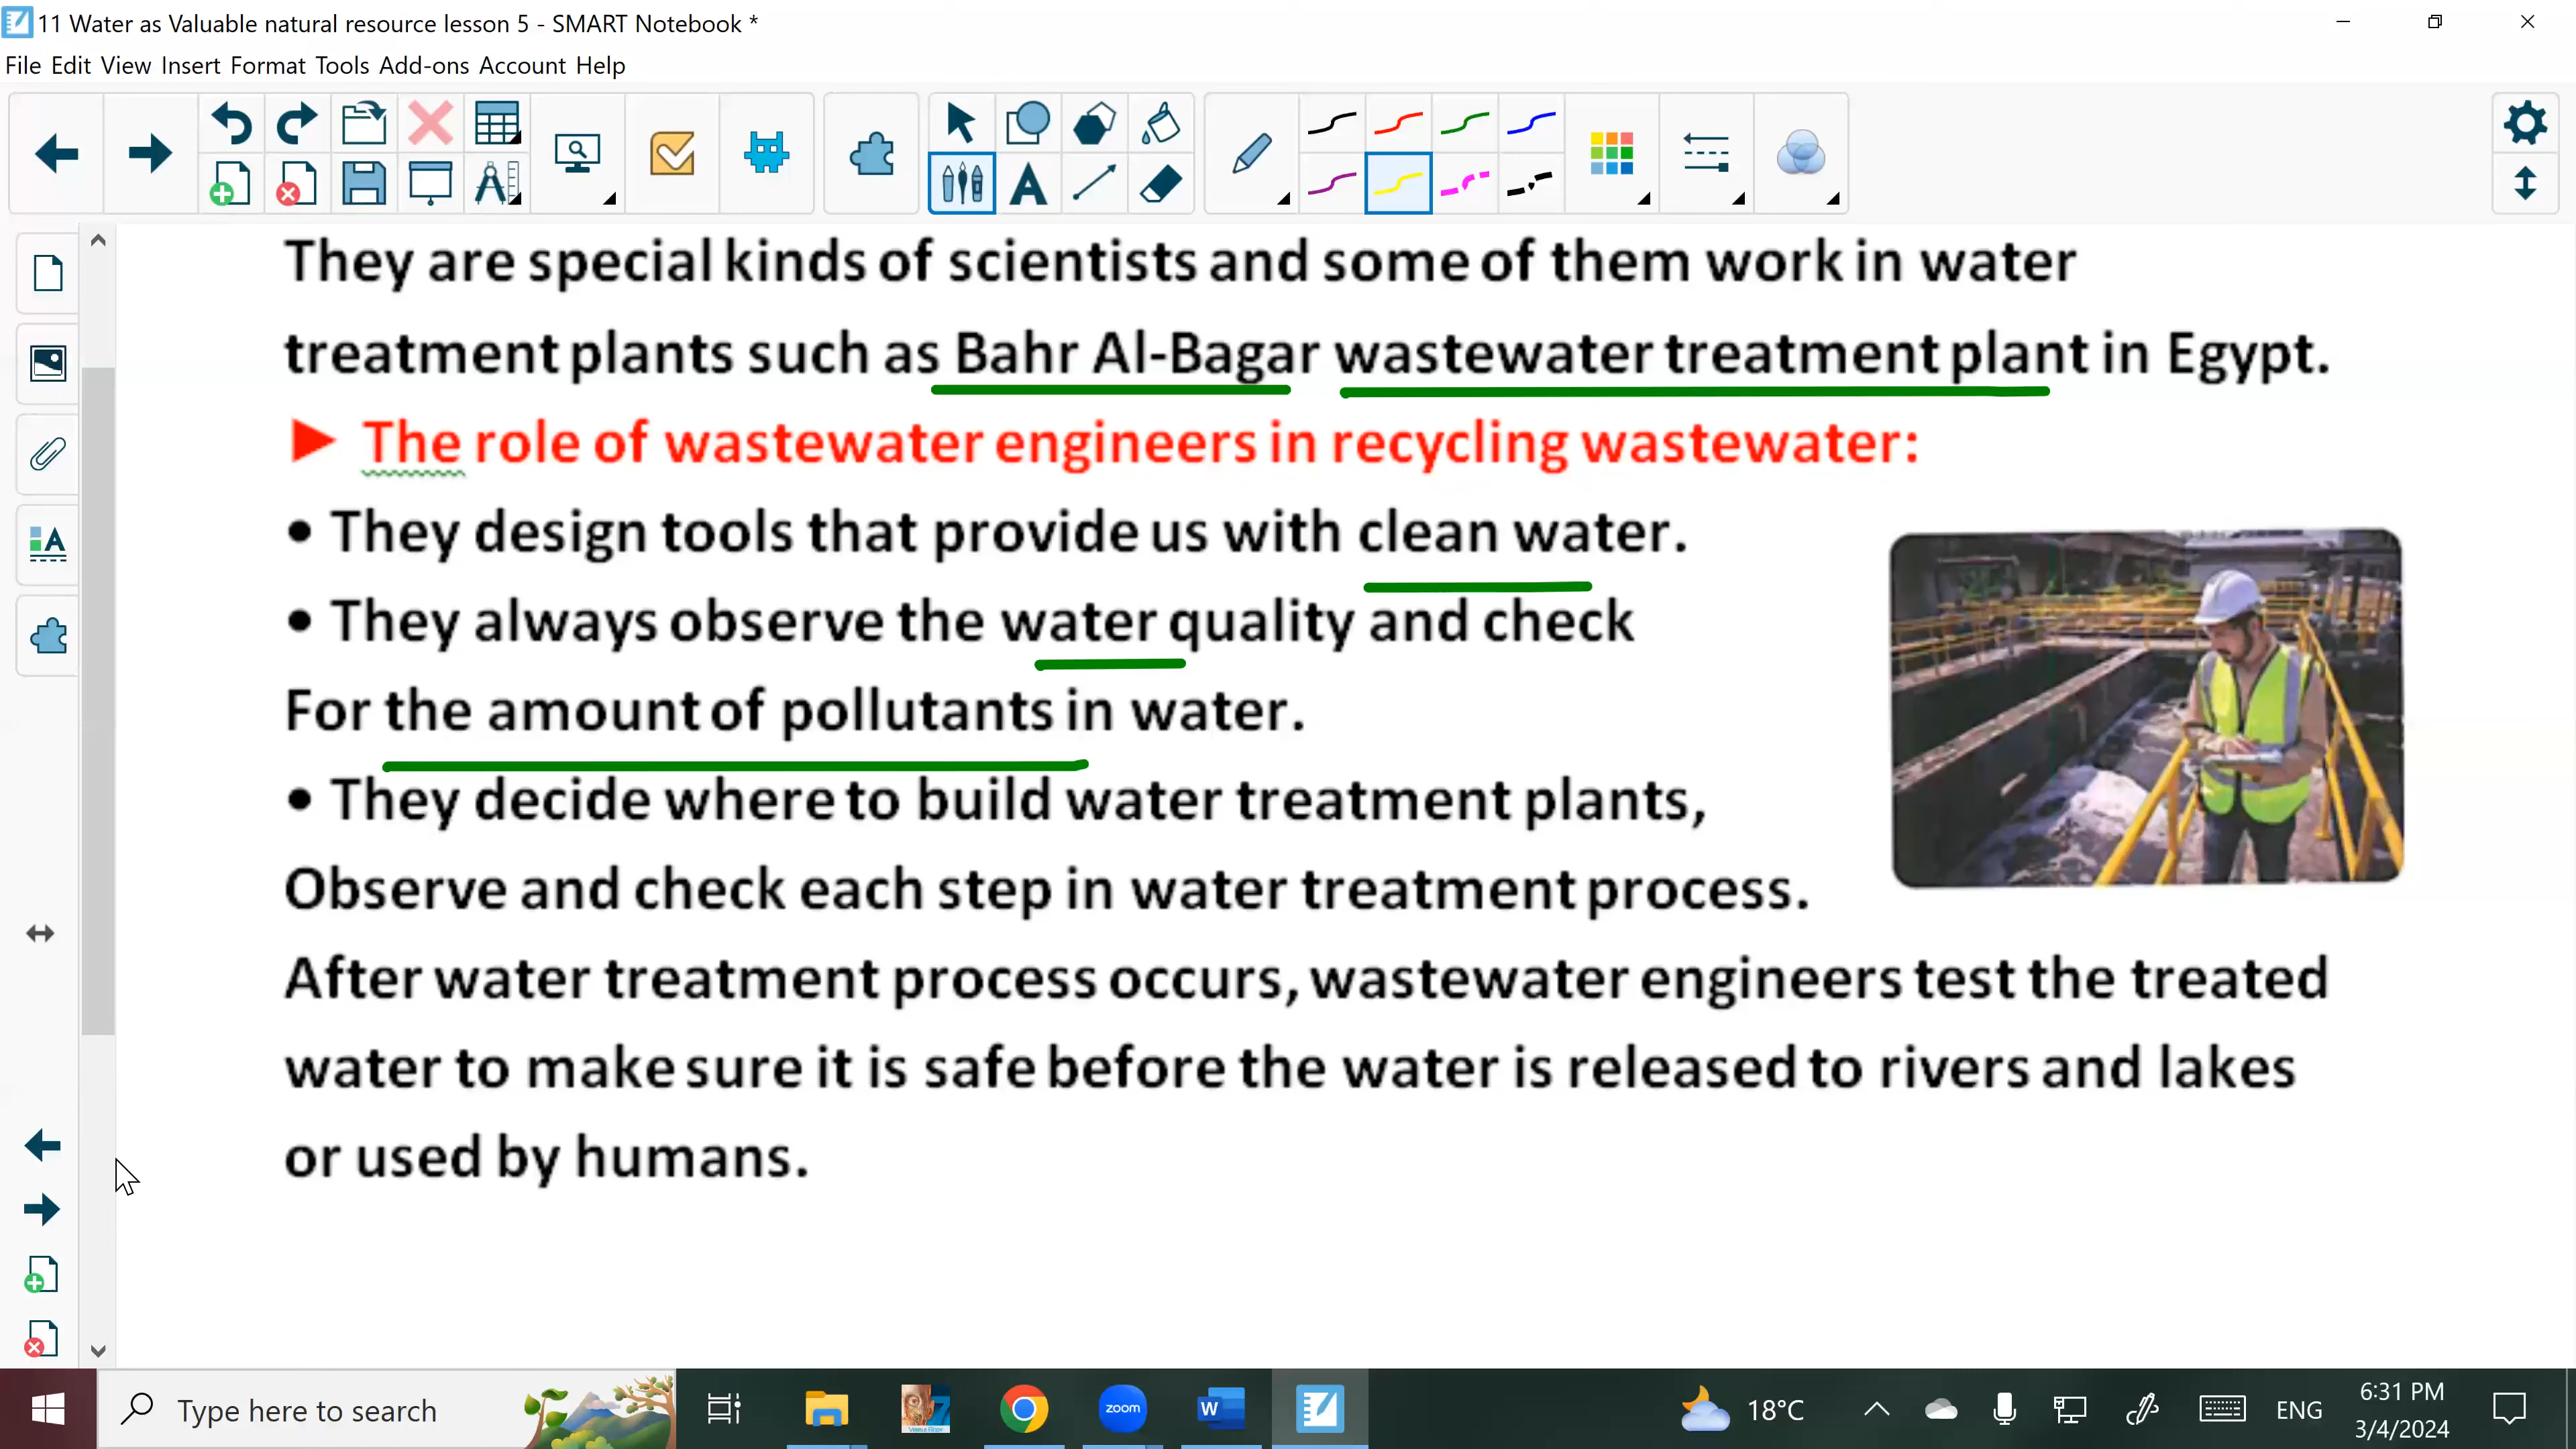 11 Water as Valuable natural resource lesson 5 - SMART Notebook *
File Edit View Insert Format Tools Add-ons Account Help
They are special kinds of scientists and some of them work in water
treatment plants such as Bahr Al-Bagar wastewater treatment plant in Egypt.
► The role of wastewater engineers in recycling wastewater:
• They design tools that provide us with clean water.
• They always observe the water quality and check
For the amount of pollutants in water.
• They decide where to build water treatment plants,
Observe and check each step in water treatment process.
After water treatment process occurs, wastewater engineers test the treated
water to make sure it is safe before the water is released to rivers and lakes
or used by humans.
Type here to search
zoom
W
18°C
ENG
6:31 PM
3/4/2024